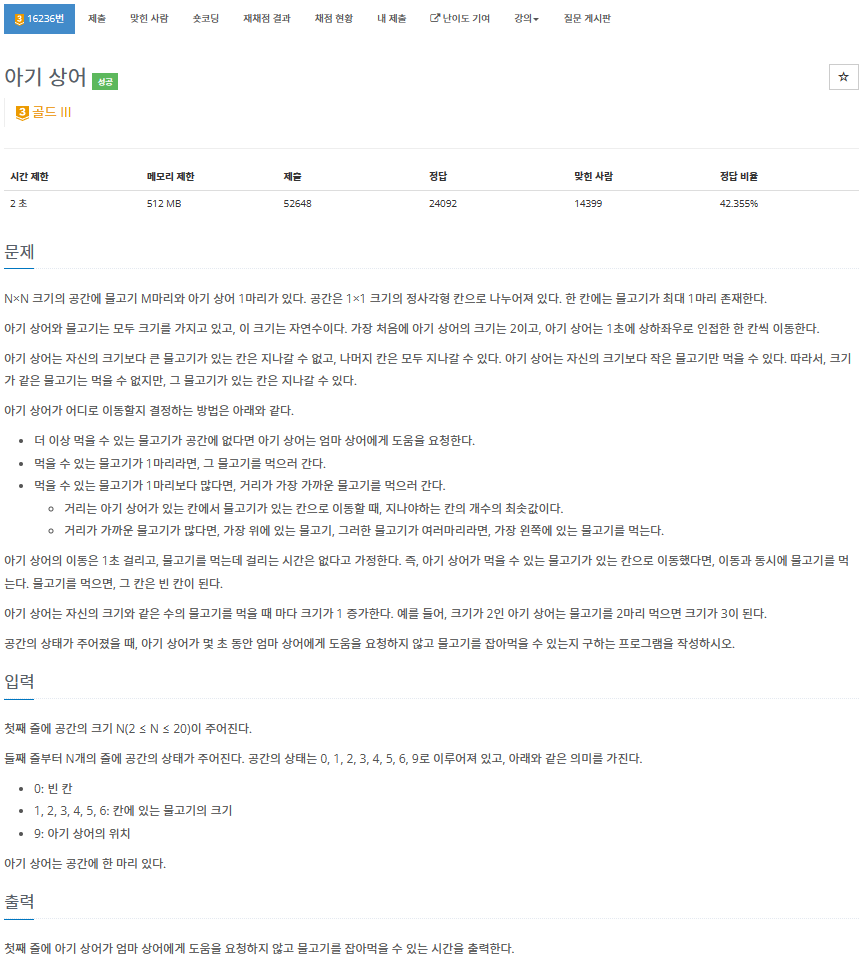 3 16236번 제출 맞힌 사람 숏코딩 재채점 결과 채점 현황 내 제출 난이도 기여 강의 질문 게시판
아기 상어 성공
3 골드 III
시간 제한 메모리 제한 제출 정답 맞힌 사람 정답 비율
2 초 512 MB 52648 24092 14399 42.355%
문제
N×N 크기의 공간에 물고기 M마리와 아기 상어 1마리가 있다. 공간은 1×1 크기의 정사각형 칸으로 나누어져 있다. 한 칸에는 물고기가 최대 1마리 존재한다.
아기 상어와 물고기는 모두 크기를 가지고 있고, 이 크기는 자연수이다. 가장 처음에 아기 상어의 크기는 2이고, 아기 상어는 1초에 상하좌우로 인접한 한 칸씩 이동한다.
아기 상어는 자신의 크기보다 큰 물고기가 있는 칸은 지나갈 수 없고, 나머지 칸은 모두 지나갈 수 있다. 아기 상어는 자신의 크기보다 작은 물고기만 먹을 수 있다. 따라서, 크기
가 같은 물고기는 먹을 수 없지만, 그 물고기가 있는 칸은 지나갈 수 있다.
아기 상어가 어디로 이동할지 결정하는 방법은 아래와 같다.
• 더 이상 먹을 수 있는 물고기가 공간에 없다면 아기 상어는 엄마 상어에게 도움을 요청한다.
• 먹을 수 있는 물고기가 1마리라면, 그 물고기를 먹으러 간다.
• 먹을 수 있는 물고기가 1마리보다 많다면, 거리가 가장 가까운 물고기를 먹으러 간다.
◦ 거리는 아기 상어가 있는 칸에서 물고기가 있는 칸으로 이동할 때, 지나야하는 칸의 개수의 최솟값이다.
◦ 거리가 가까운 물고기가 많다면, 가장 위에 있는 물고기, 그러한 물고기가 여러마리라면, 가장 왼쪽에 있는 물고기를 먹는다.
아기 상어의 이동은 1초 걸리고, 물고기를 먹는데 걸리는 시간은 없다고 가정한다. 즉, 아기 상어가 먹을 수 있는 물고기가 있는 칸으로 이동했다면, 이동과 동시에 물고기를 먹
는다. 물고기를 먹으면, 그 칸은 빈 칸이 된다.
아기 상어는 자신의 크기와 같은 수의 물고기를 먹을 때 마다 크기가 1 증가한다. 예를 들어, 크기가 2인 아기 상어는 물고기를 2마리 먹으면 크기가 3이 된다.
공간의 상태가 주어졌을 때, 아기 상어가 몇 초 동안 엄마 상어에게 도움을 요청하지 않고 물고기를 잡아먹을 수 있는지 구하는 프로그램을 작성하시오.
입력
첫째 줄에 공간의 크기 N(2 ≤ N ≤ 20)이 주어진다.
둘째 줄부터 N개의 줄에 공간의 상태가 주어진다. 공간의 상태는 0, 1, 2, 3, 4, 5, 6, 9로 이루어져 있고, 아래와 같은 의미를 가진다.
• 0: 빈 칸
• 1, 2, 3, 4, 5, 6: 칸에 있는 물고기의 크기
• 9: 아기 상어의 위치
아기 상어는 공간에 한 마리 있다.
출력
첫째 줄에 아기 상어가 엄마 상어에게 도움을 요청하지 않고 물고기를 잡아먹을 수 있는 시간을 출력한다.